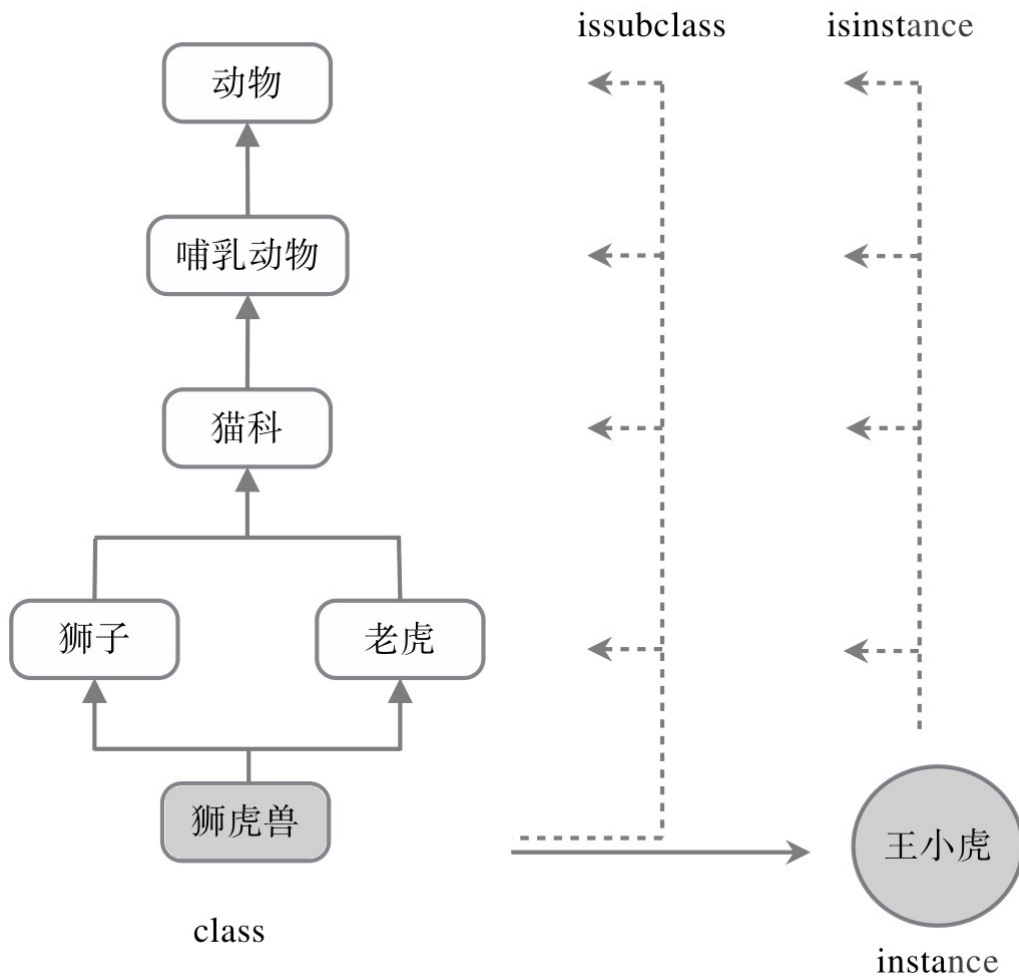 issubclass
isinstance
动物
哺乳动物
猫科
狮子
老虎
狮虎兽
王小虎
class
instance